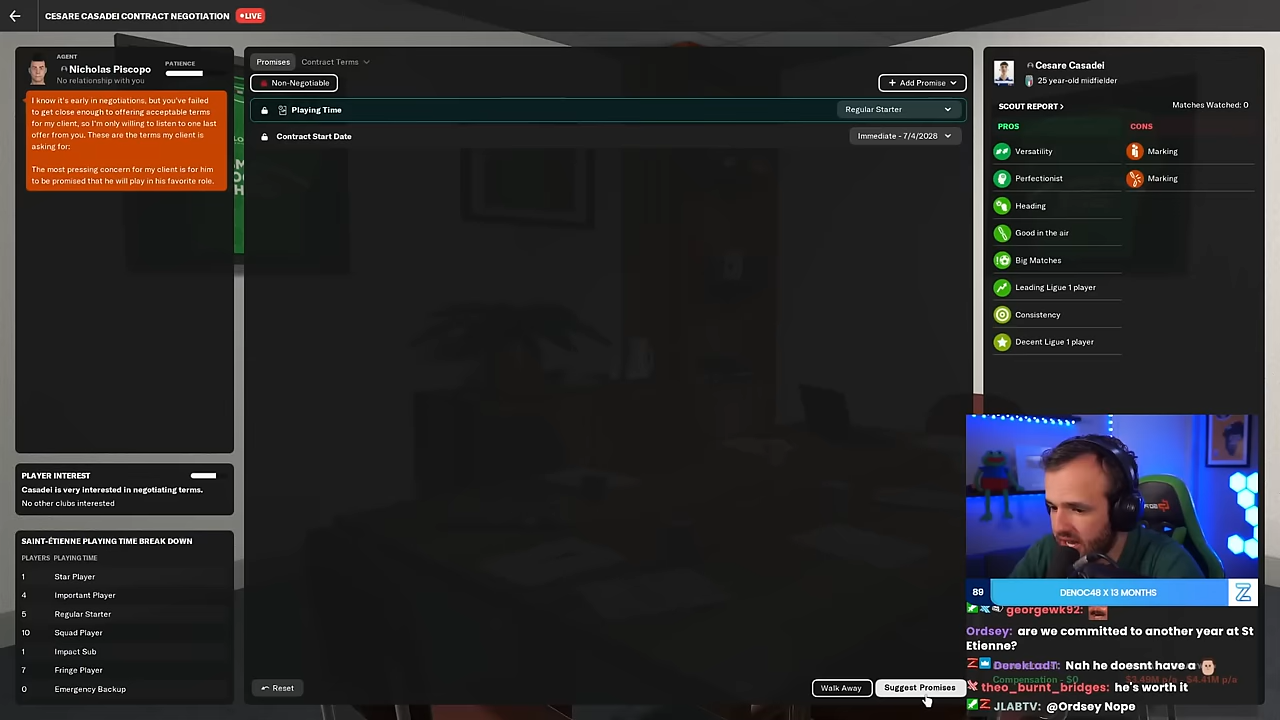 CESARE CASADEI CONTRACT NEGOTIATION
LIVE
AGENT
Nicholas Piscopo
No relationship with you
PATIENCE
I know it's early in negotiations, but you've failed
to get close enough to offering acceptable terms
for my client, so I'm only willing to listen to one last
offer from you. These are the terms my client is
asking for:
The most pressing concern for my client is for him
to be promised that he will play in his favorite role.
PLAYER INTEREST
Casadei is very interested in negotiating terms.
No other clubs interested
SAINT-ÉTIENNE PLAYING TIME BREAK DOWN
PLAYERS PLAYING TIME
1 Star Player
4 Important Player
5 Regular Starter
10 Squad Player
1 Impact Sub
7 Fringe Player
0 Emergency Backup
Promises Contract Terms
Non-Negotiable
+ Add Promise
Playing Time Regular Starter
Contract Start Date Immediate - 7/4/2028
Reset
Walk Away
Suggest Promises
Cesare Casadei
25 year-old midfielder
SCOUT REPORT >
Matches Watched: 0
PROS
CONS
Versatility
Marking
Perfectionist
Marking
Heading
Good in the air
Big Matches
Leading Ligue 1 player
Consistency
Decent Ligue 1 player
89
DENOC48 X 13 MONTHS
georgewk92:
Ordsey: are we committed to another year at St
Etienne?
DerekLadT: Nah he doesnt have a
Compensation - $0
theo_burnt_bridges: he's worth it
JLABTV: @Ordsey Nope